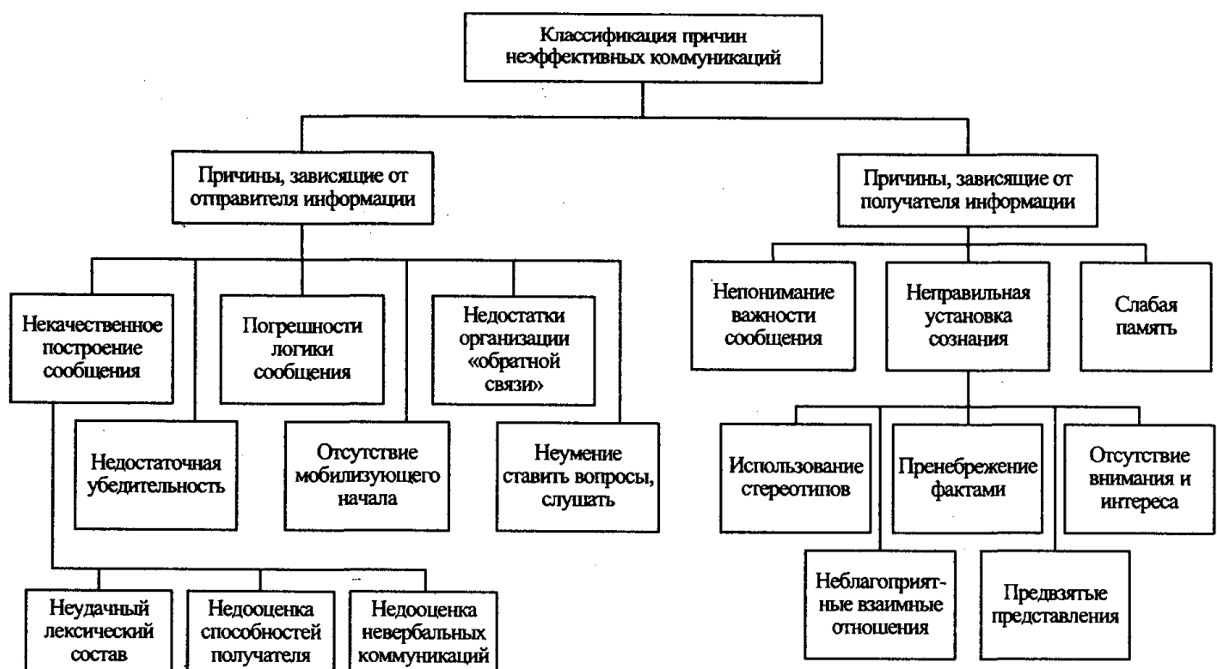 Классификация причин
неэффективных коммуникаций
Причины, зависящие от
отправителя информации
Причины, зависящие от
получателя информации
Некачественное
построение
сообщения
Погрешности
логики
сообщения
Недостатки
организации
«обратной
связи»
Недостаточная
убедительность
Отсутствие
мобилизующего
начала
Неумение
ставить вопросы,
слушать
Неудачный
лексический
состав
Недооценка
способностей
получателя
Недооценка
невербальных
коммуникаций
Непонимание
важности
сообщения
Неправильная
установка
сознания
Слабая
память
Использование
стереотипов
Пренебрежение
фактами
Отсутствие
внимания и
интереса
Неблагоприят-
ные взаимные
отношения
Предвзятые
представления